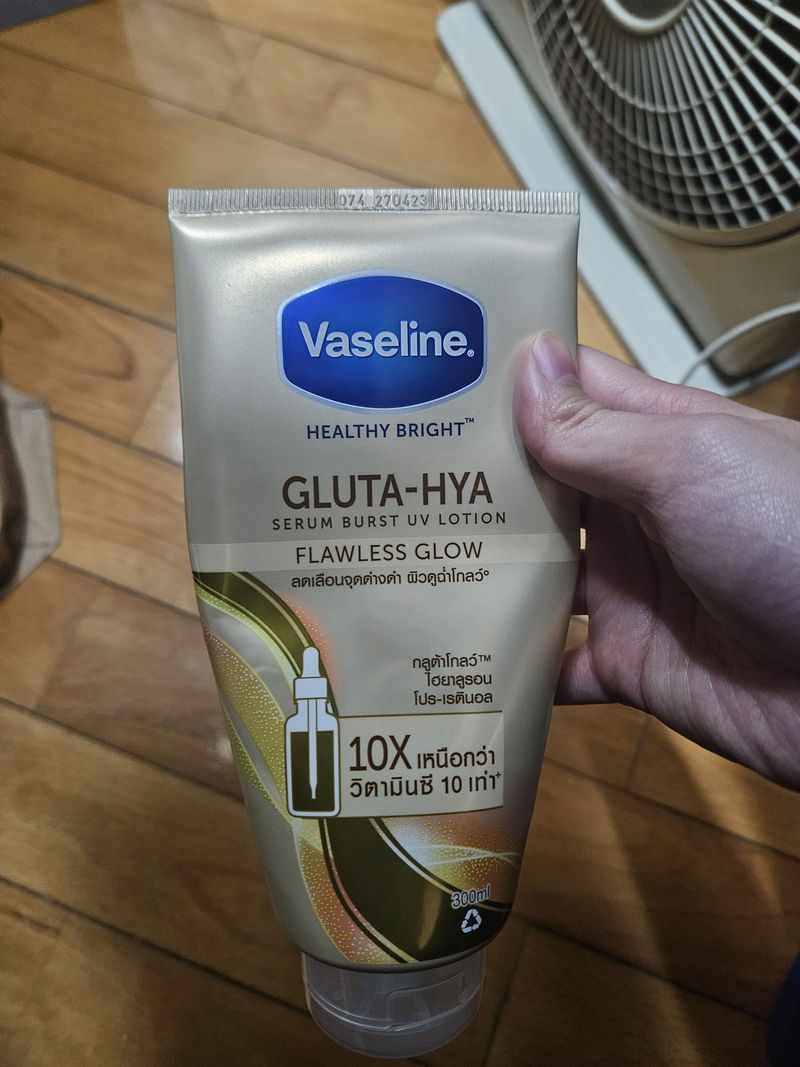 074 270423
Vaseline®
HEALTHY BRIGHT™
GLUTA-HYA
SERUM BURST UV LOTION
FLAWLESS GLOW
ลดเลือนจุดด่างดำ ผิวดูฉ่ำโกลว์°
กลูต้าโกลว์™
ไฮยาลูรอน
โปร-เรตินอล
10X เหนือกว่า
วิตามินซี 10 เท่า⁺
300ml